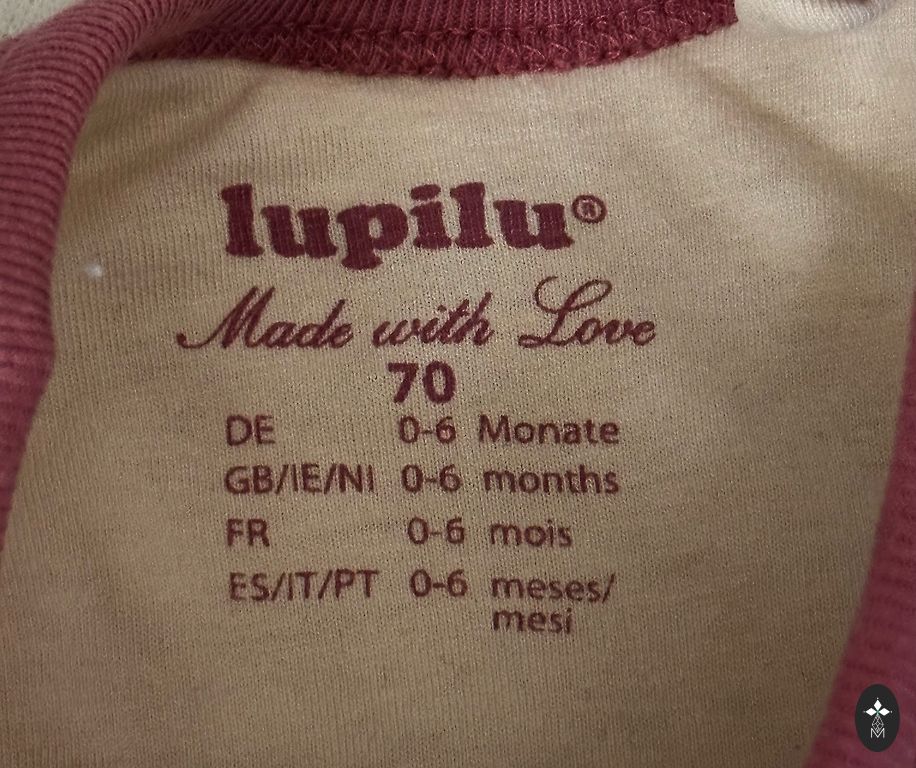 lupilu®
Made with Love
70
DE 0-6 Monate
GB/IE/NI 0-6 months
FR 0-6 mois
ES/IT/PT 0-6 meses/
mesi
M